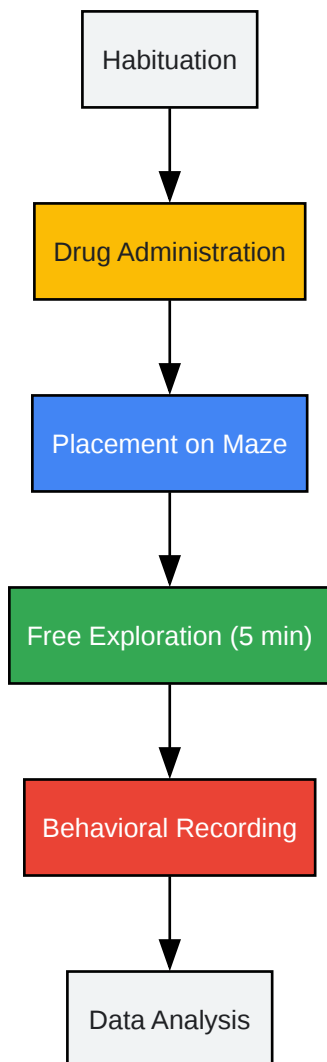 Habituation
Drug Administration
Placement on Maze
Free Exploration (5 min)
Behavioral Recording
Data Analysis